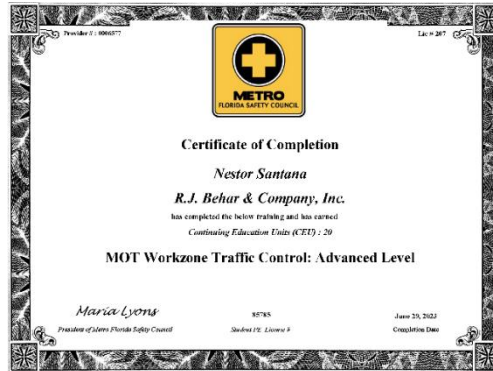 Provider # : 0006577
Lic # 207
METRO
FLORIDA SAFETY COUNCIL
Certificate of Completion
Nestor Santana
R.J. Behar & Company, Inc.
has completed the below training and has earned
Continuing Education Units (CEU) : 20
MOT Workzone Traffic Control: Advanced Level
Maria Lyons
85785
June 29, 2023
President of Metro Florida Safety Council
Student PE License #
Completion Date